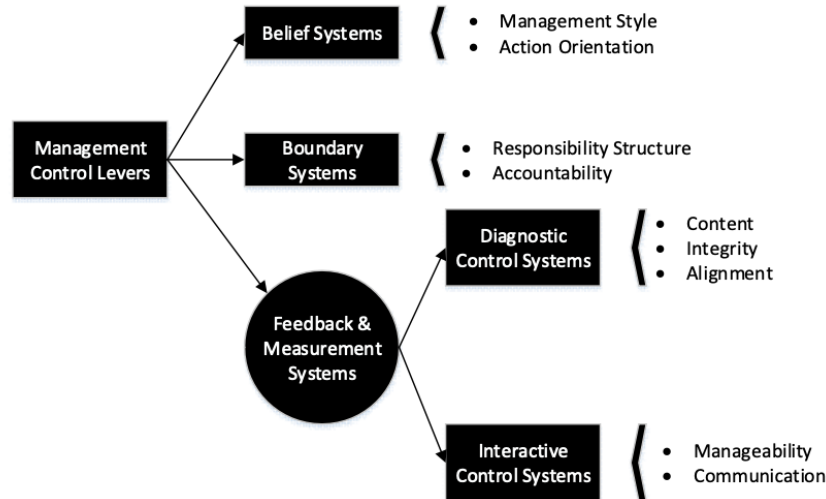 Belief Systems
• Management Style
• Action Orientation
Management
Control Levers
Boundary
Systems
• Responsibility Structure
• Accountability
Diagnostic
Control Systems
• Content
• Integrity
• Alignment
Feedback &
Measurement
Systems
Interactive
Control Systems
• Manageability
• Communication